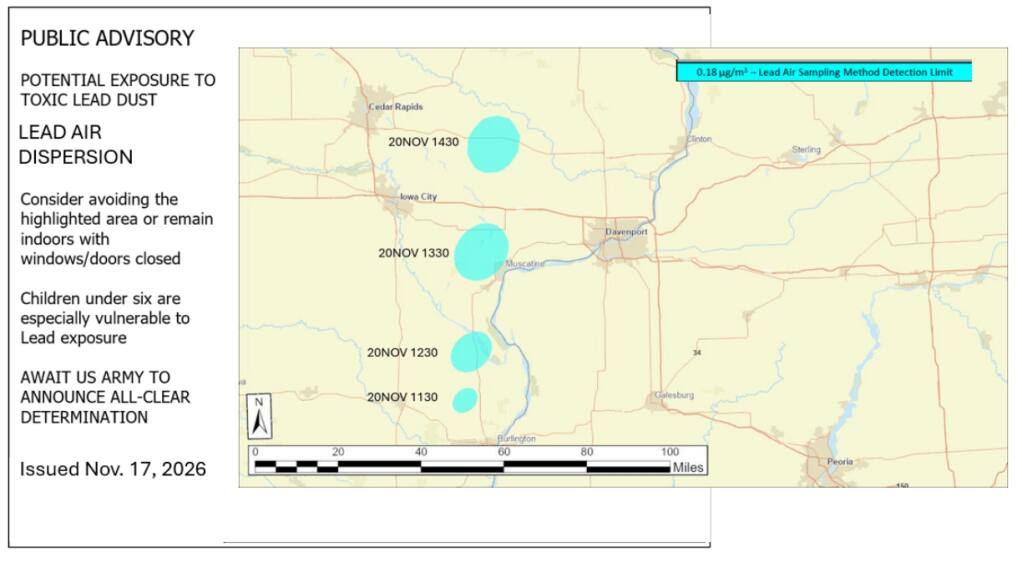 PUBLIC ADVISORY
POTENTIAL EXPOSURE TO
TOXIC LEAD DUST
LEAD AIR
DISPERSION
Consider avoiding the
highlighted area or remain
indoors with
windows/doors closed
Children under six are
especially vulnerable to
Lead exposure
AWAIT US ARMY TO
ANNOUNCE ALL-CLEAR
DETERMINATION
Issued Nov. 17, 2026
0.18 µg/m³ – Lead Air Sampling Method Detection Limit
Cedar Rapids
20NOV 1430
Clinton
Sterling
Iowa City
Davenport
20NOV 1330
Muscatine
20NOV 1230
34
20NOV 1130
Galesburg
N
Burlington
0 20 40 60 80 100
Miles
Peoria